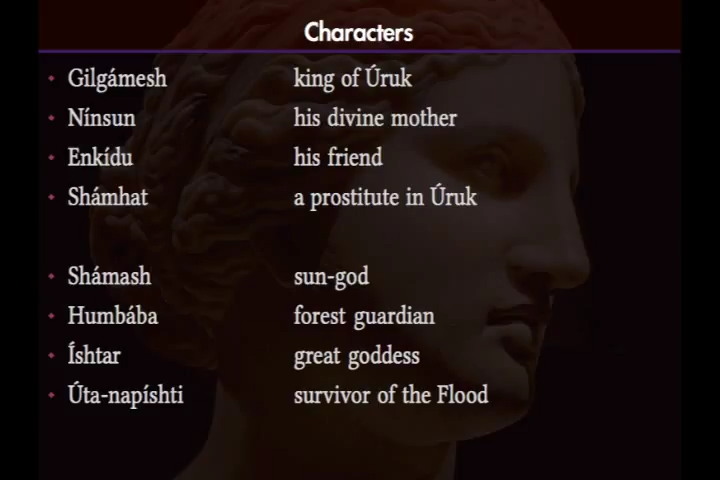 Characters
Gilgámesh king of Úruk
Nínsun his divine mother
Enkídu his friend
Shámhat a prostitute in Úruk
Shámash sun-god
Humbába forest guardian
Íshtar great goddess
Úta-napíshti survivor of the Flood